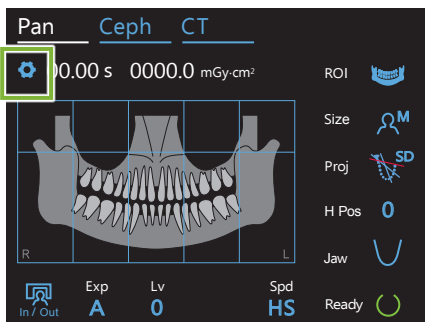 Pan Ceph CT
00.00 s 0000.0 mGy·cm²
ROI
Size M
Proj SD
H Pos 0
R L
Jaw
In / Out
Exp A
Lv 0
Spd HS
Ready